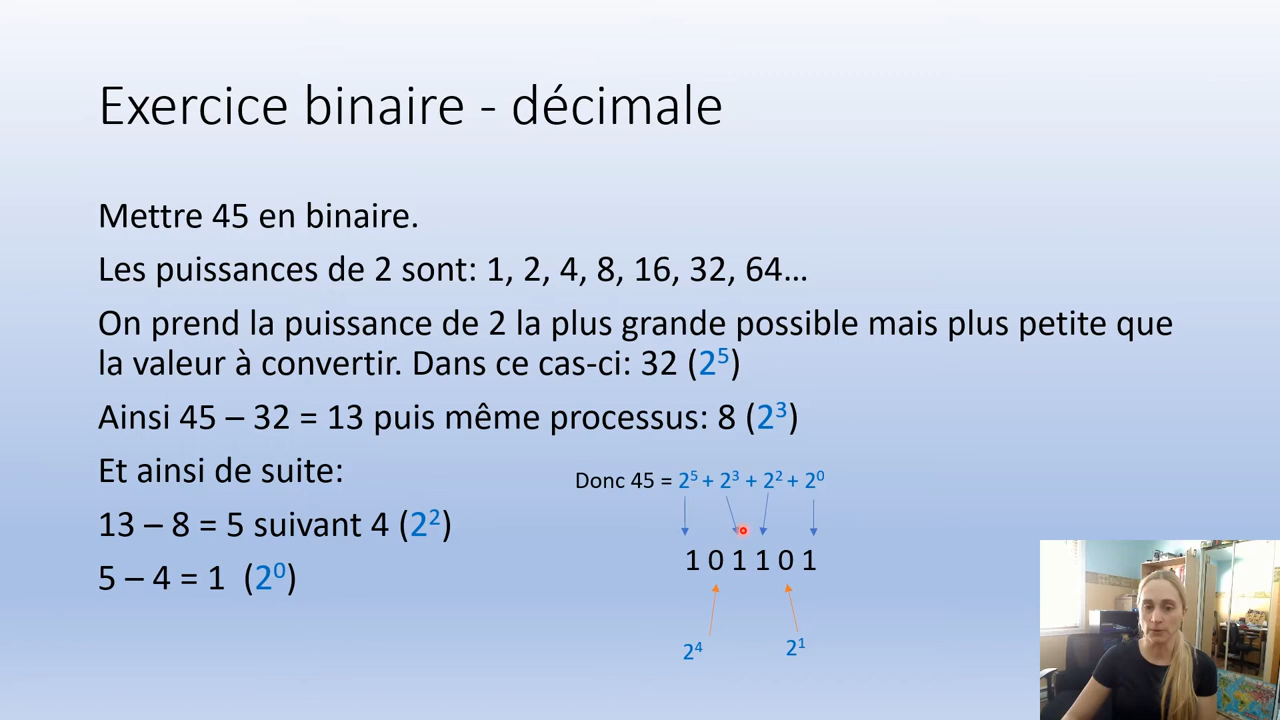 Exercice binaire - décimale
Mettre 45 en binaire.
Les puissances de 2 sont: 1, 2, 4, 8, 16, 32, 64…
On prend la puissance de 2 la plus grande possible mais plus petite que
la valeur à convertir. Dans ce cas-ci: 32 (2⁵)
Ainsi 45 – 32 = 13 puis même processus: 8 (2³)
Et ainsi de suite:
Donc 45 = 2⁵ + 2³ + 2² + 2⁰
13 – 8 = 5 suivant 4 (2²)
1 0 1 1 0 1
5 – 4 = 1 (2⁰)
2⁴ 2¹